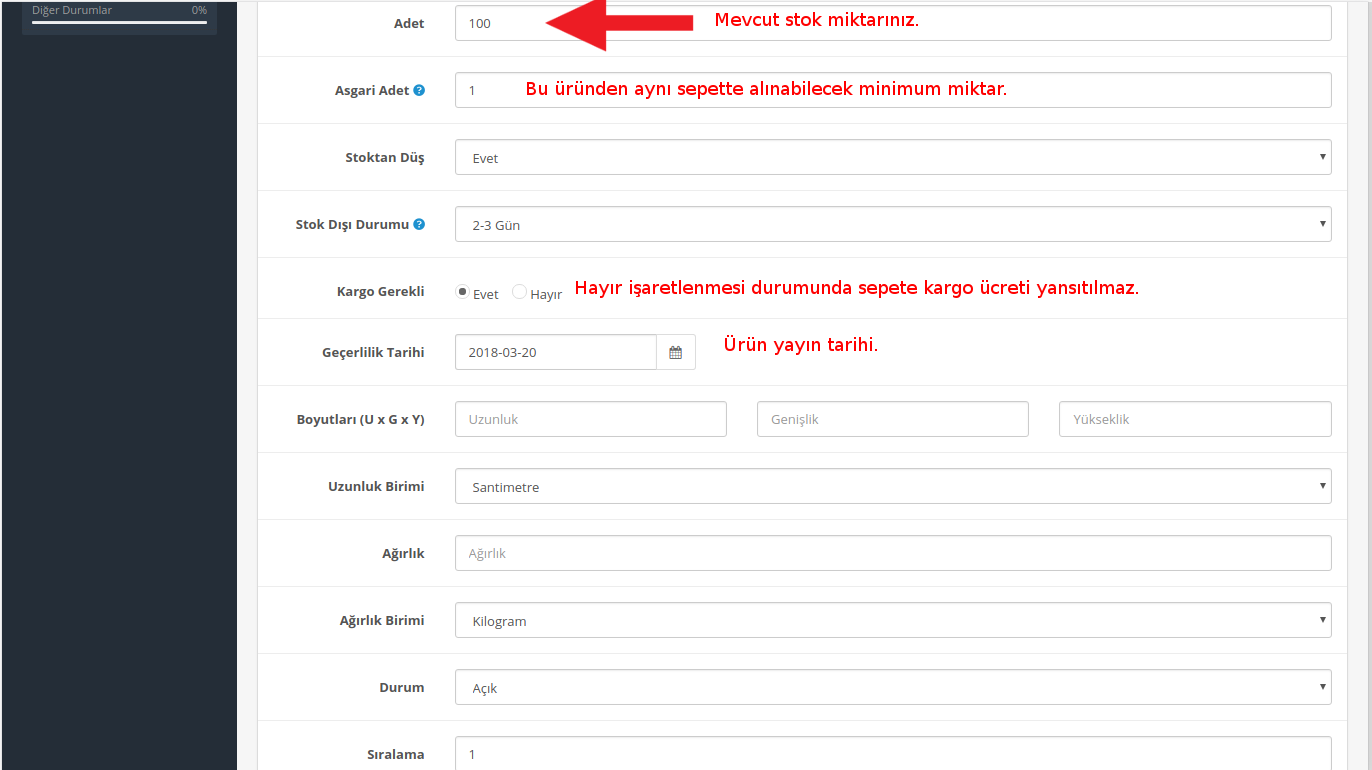 Diğer Durumlar 0%
Adet 100 Mevcut stok miktarınız.
Asgari Adet ? 1 Bu üründen aynı sepette alınabilecek minimum miktar.
Stoktan Düş Evet
Stok Dışı Durumu ? 2-3 Gün
Kargo Gerekli Evet Hayır Hayır işaretlenmesi durumunda sepete kargo ücreti yansıtılmaz.
Geçerlilik Tarihi 2018-03-20 Ürün yayın tarihi.
Boyutları (U x G x Y) Uzunluk Genişlik Yükseklik
Uzunluk Birimi Santimetre
Ağırlık Ağırlık
Ağırlık Birimi Kilogram
Durum Açık
Sıralama 1